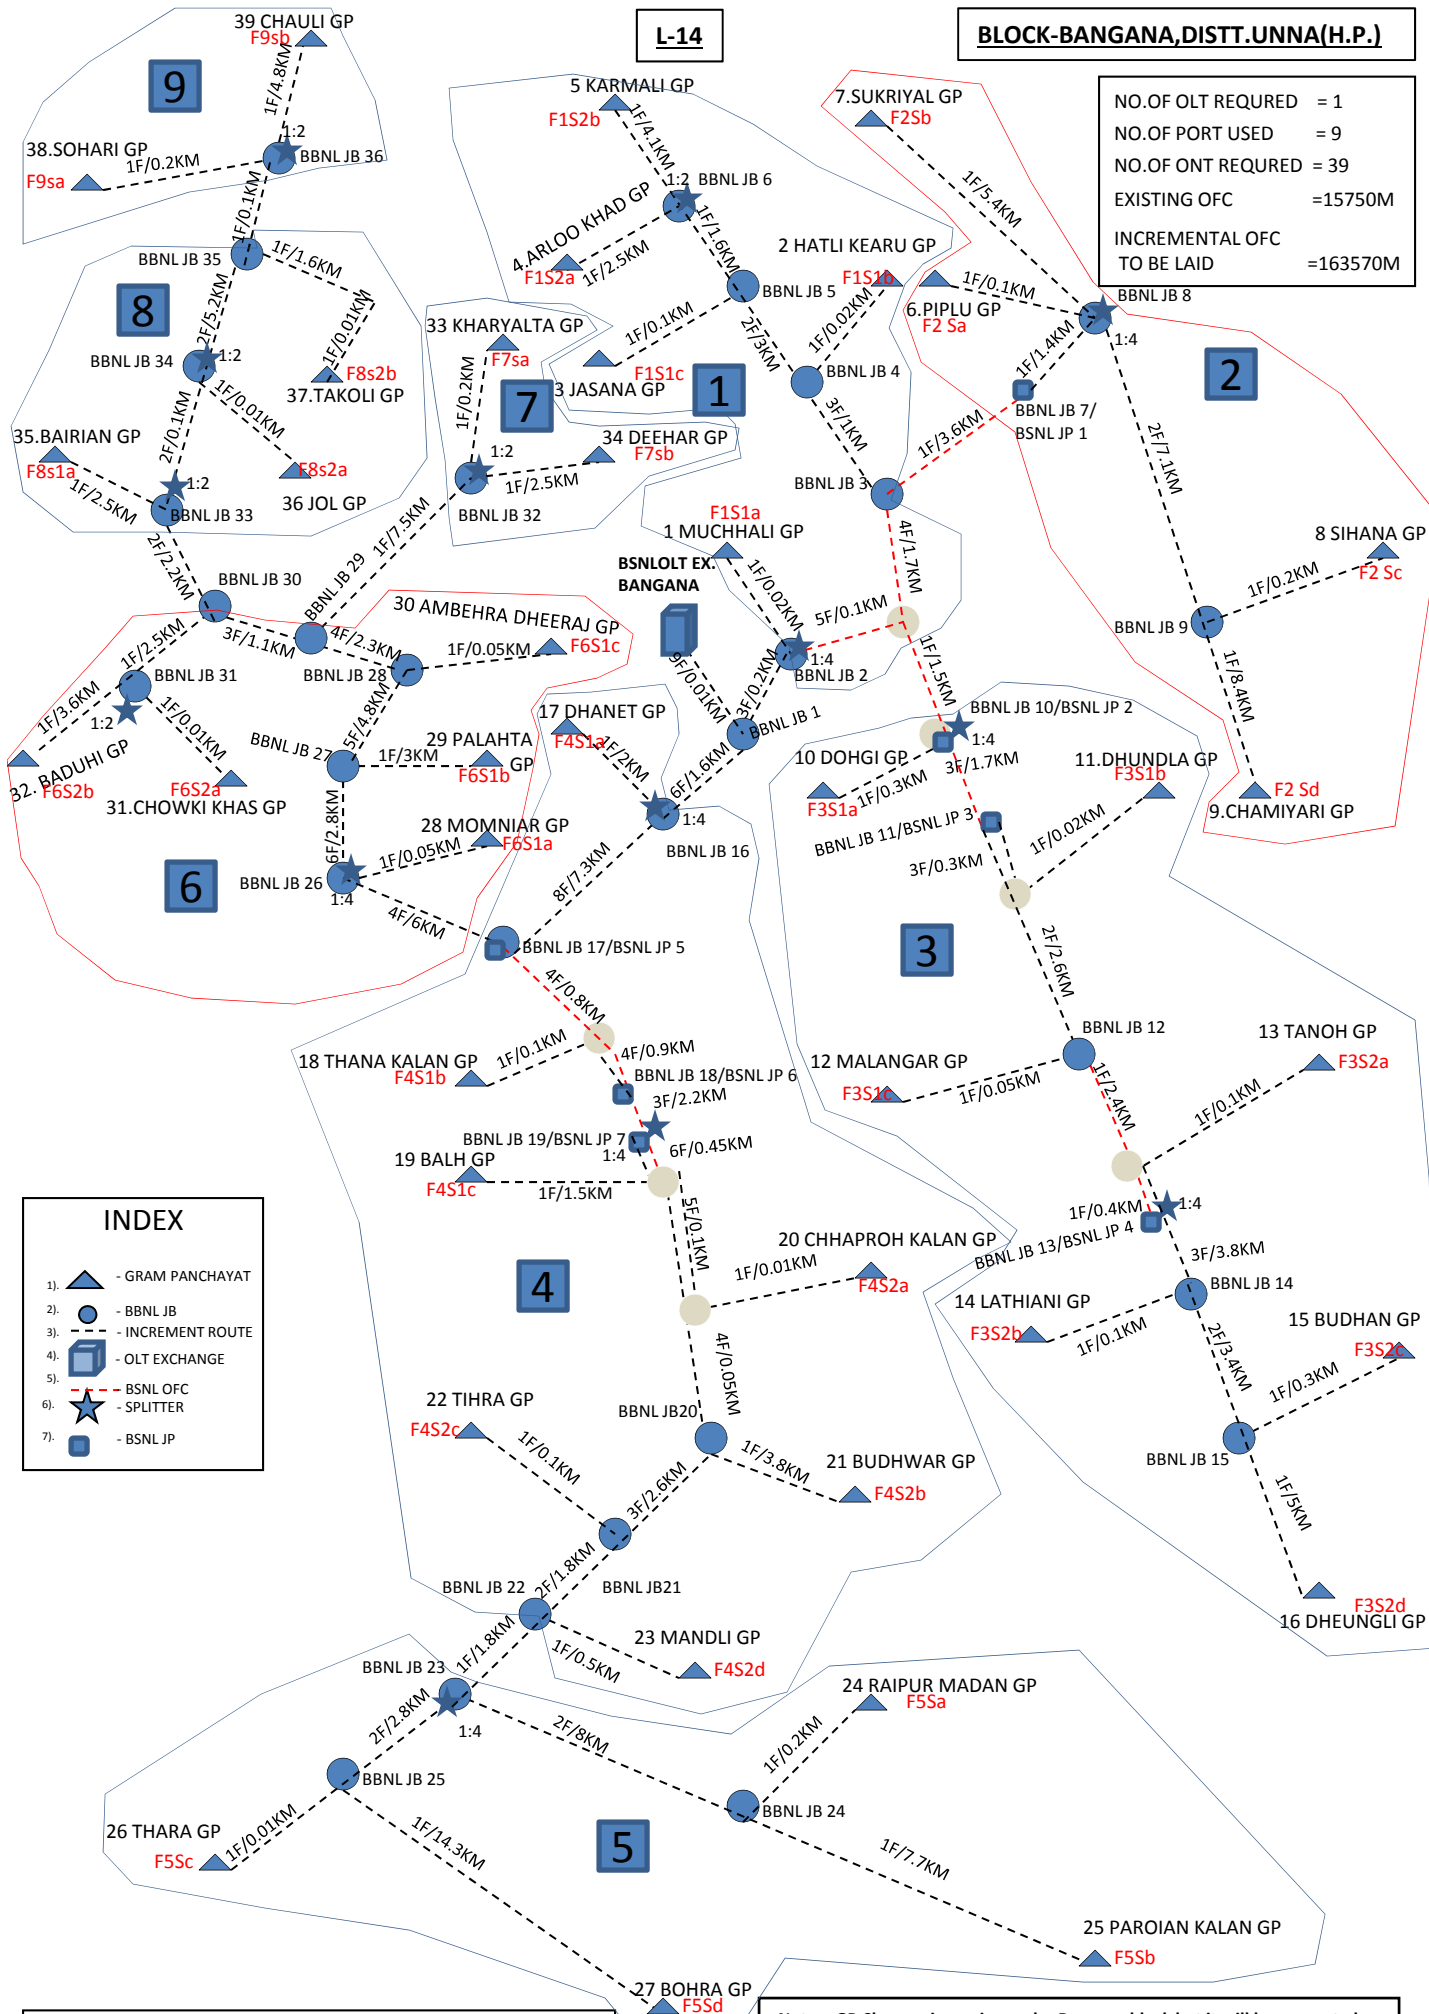 L-14
BLOCK-BANGANA,DISTT.UNNA(H.P.)
NO.OF OLT REQURED = 1
NO.OF PORT USED = 9
NO.OF ONT REQURED = 39
EXISTING OFC =15750M
INCREMENTAL OFC
TO BE LAID =163570M
39 CHAULI GP
F9sb
9
1F/4.8KM
1:2
BBNL JB 36
38.SOHARI GP
1F/0.2KM
F9sa
1F/0.1KM
BBNL JB 35
1F/1.6KM
8
2F/5.2KM
1:2
BBNL JB 34
1F/0.01KM
F8s2b
37.TAKOLI GP
1F/0.01KM
2F/0.1KM
35.BAIRIAN GP
F8s1a
1F/2.5KM
1:2
BBNL JB 33
F8s2a
36 JOL GP
2F/2.2KM
5 KARMALI GP
F1S2b
1F/4.1KM
1:2
BBNL JB 6
4.ARLOO KHAD GP
F1S2a
1F/2.5KM
1F/1.6KM
BBNL JB 5
2 HATLI KEARU GP
F1S1b
1F/0.02KM
1F/0.1KM
2F/3KM
F1S1c
3 JASANA GP
BBNL JB 4
1
3F/1KM
BBNL JB 3
33 KHARYALTA GP
F7sa
7
1F/0.2KM
1:2
34 DEEHAR GP
F7sb
1F/2.5KM
BBNL JB 32
1F/7.5KM
7.SUKRIYAL GP
F2Sb
1F/5.4KM
1F/0.1KM
6.PIPLU GP
F2 Sa
BBNL JB 8
1:4
1F/1.4KM
2
BBNL JB 7/
BSNL JP 1
1F/3.6KM
2F/7.1KM
8 SIHANA GP
F2 Sc
1F/0.2KM
BBNL JB 9
1F/8.4KM
F2 Sd
9.CHAMIYARI GP
F1S1a
1 MUCHHALI GP
BSNLOLT EX.
BANGANA
1F/0.02KM
4F/1.7KM
5F/0.1KM
1:4
BBNL JB 2
9F/0.01KM
3F/0.2KM
BBNL JB 1
1F/1.5KM
BBNL JB 30
BBNL JB 29
30 AMBEHRA DHEERAJ GP
F6S1c
1F/2.5KM
3F/1.1KM
4F/2.3KM
1F/0.05KM
BBNL JB 28
BBNL JB 31
1F/3.6KM
1:2
1F/0.01KM
5F/4.8KM
BBNL JB 27
1F/3KM
29 PALAHTA
GP
F6S1b
32. BADUHI GP
F6S2b
F6S2a
31.CHOWKI KHAS GP
28 MOMNIAR GP
F6S1a
6F/2.8KM
1F/0.05KM
6
BBNL JB 26
1:4
4F/6KM
17 DHANET GP
F4S1a
1F/2KM
6F/1.6KM
1:4
BBNL JB 16
8F/7.3KM
BBNL JB 17/BSNL JP 5
BBNL JB 10/BSNL JP 2
1:4
10 DOHGI GP
3F/1.7KM
F3S1a
1F/0.3KM
11.DHUNDLA GP
F3S1b
BBNL JB 11/BSNL JP 3
1F/0.02KM
3F/0.3KM
3
2F/2.6KM
BBNL JB 12
12 MALANGAR GP
F3S1c
1F/0.05KM
13 TANOH GP
F3S2a
1F/2.4KM
1F/0.1KM
1F/0.4KM
1:4
BBNL JB 13/BSNL JP 4
3F/3.8KM
BBNL JB 14
14 LATHIANI GP
F3S2b
1F/0.1KM
15 BUDHAN GP
F3S2c
2F/3.4KM
1F/0.3KM
BBNL JB 15
1F/5KM
F3S2d
16 DHEUNGLI GP
4F/0.8KM
18 THANA KALAN GP
F4S1b
1F/0.1KM
4F/0.9KM
BBNL JB 18/BSNL JP 6
3F/2.2KM
BBNL JB 19/BSNL JP 7
1:4
6F/0.45KM
19 BALH GP
F4S1c
1F/1.5KM
5F/0.1KM
4
20 CHHAPROH KALAN GP
F4S2a
1F/0.01KM
4F/0.05KM
22 TIHRA GP
F4S2c
BBNL JB20
1F/0.1KM
1F/3.8KM
21 BUDHWAR GP
F4S2b
3F/2.6KM
2F/1.8KM
BBNL JB 22
BBNL JB21
23 MANDLI GP
F4S2d
1F/0.5KM
1F/1.8KM
BBNL JB 23
2F/2.8KM
1:4
2F/8KM
24 RAIPUR MADAN GP
F5Sa
1F/0.2KM
BBNL JB 25
BBNL JB 24
26 THARA GP
F5Sc
1F/0.01KM
1F/14.3KM
5
1F/7.7KM
25 PAROIAN KALAN GP
F5Sb
27 BOHRA GP
F5Sd
INDEX
1). - GRAM PANCHAYAT
2). - BBNL JB
3). - INCREMENT ROUTE
4). - OLT EXCHANGE
5). - BSNL OFC
6). - SPLITTER
7). - BSNL JP